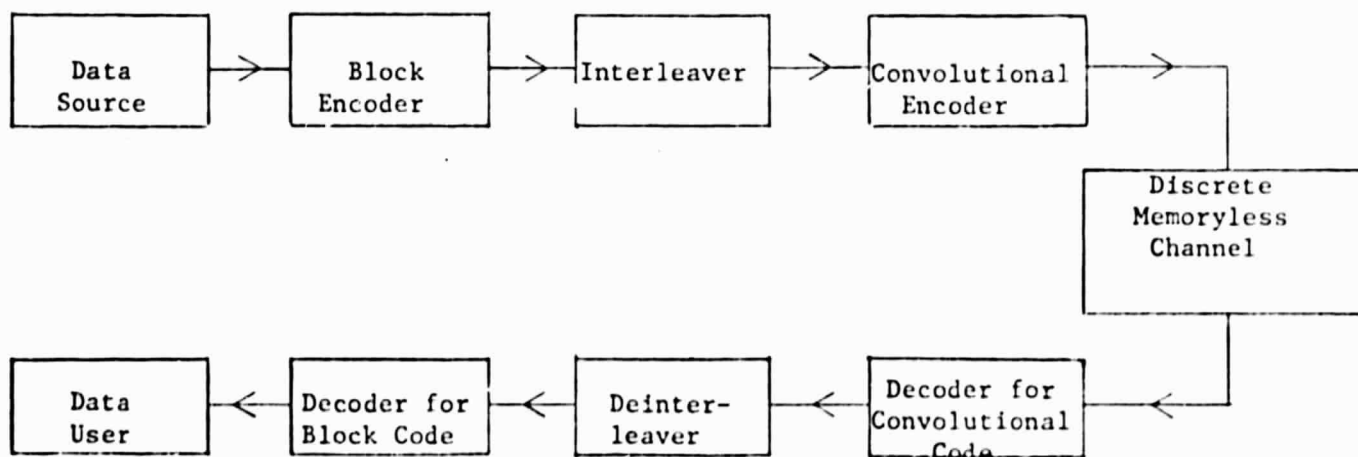 Data
Source
Block
Encoder
Interleaver
Convolutional
Encoder
Discrete
Memoryless
Channel
Data
User
Decoder for
Block Code
Deinter-
leaver
Decoder for
Convolutional
Code